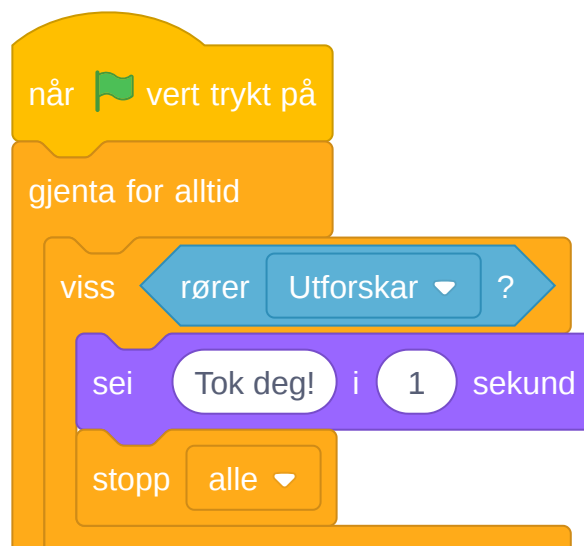 når vert trykt på
gjenta for alltid
viss rører Utforskar ?
sei Tok deg! i 1 sekund
stopp alle